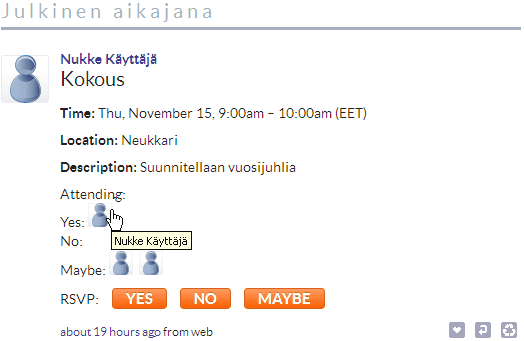 Julkinen aikajana
Nukke Käyttäjä
Kokous
Time: Thu, November 15, 9:00am – 10:00am (EET)
Location: Neukkari
Description: Suunnitellaan vuosijuhlia
Attending:
Yes:
Nukke Käyttäjä
No:
Maybe:
RSVP: YES NO MAYBE
about 19 hours ago from web